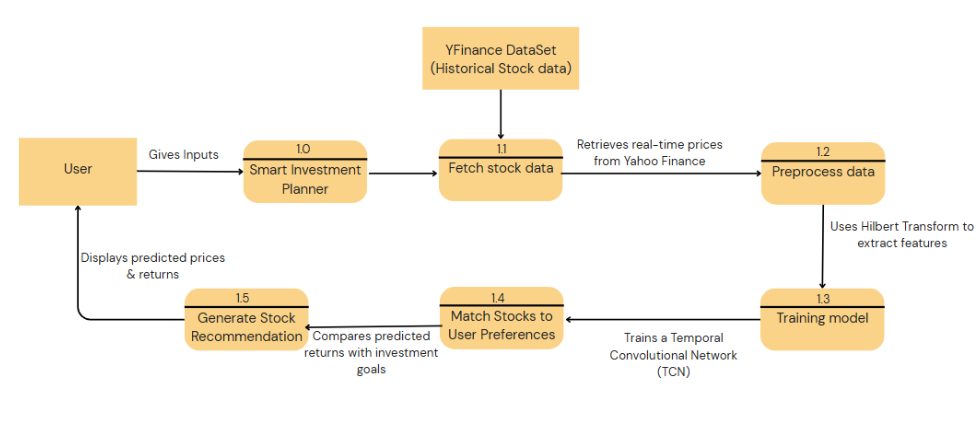 YFinance DataSet
(Historical Stock data)
User
Gives Inputs
1.0
Smart Investment
Planner
1.1
Fetch stock data
Retrieves real-time prices
from Yahoo Finance
1.2
Preprocess data
Uses Hilbert Transform to
extract features
1.3
Training model
Trains a Temporal
Convolutional Network
(TCN)
1.4
Match Stocks to
User Preferences
Compares predicted
returns with investment
goals
1.5
Generate Stock
Recommendation
Displays predicted prices
& returns